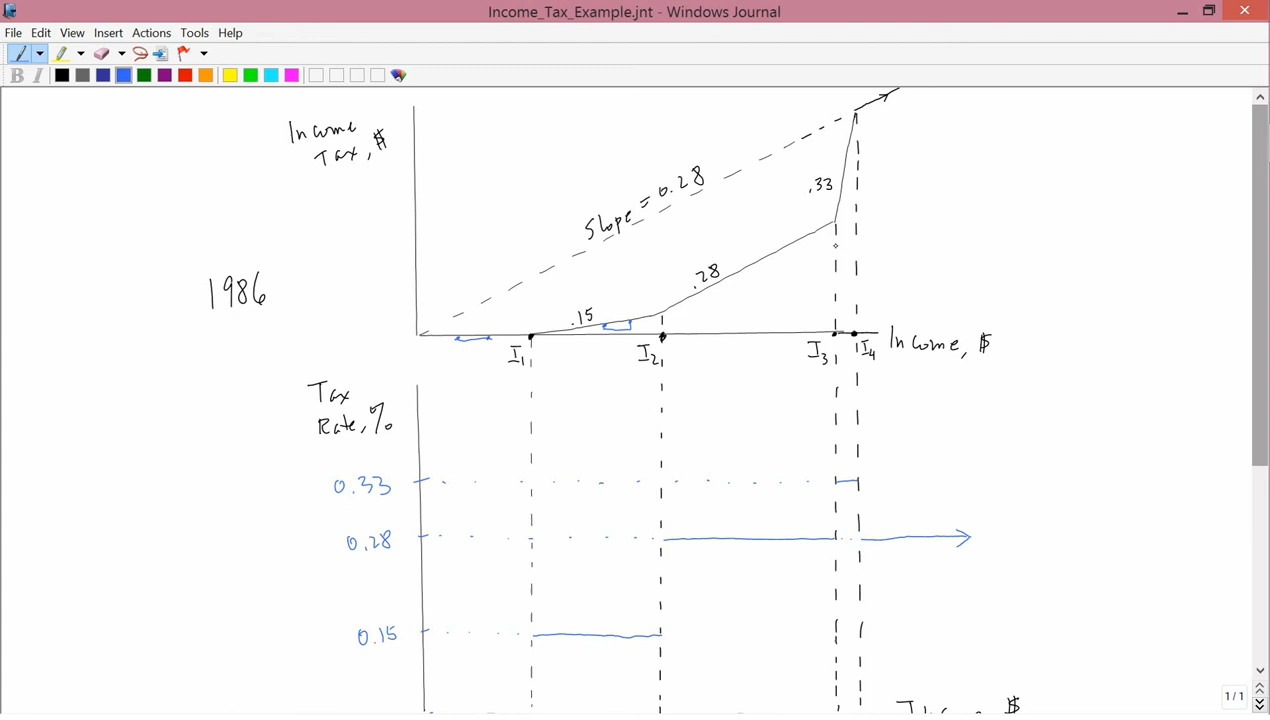 Income_Tax_Example.jnt - Windows Journal
File Edit View Insert Actions Tools Help
B I
Income
Tax, $
Slope = 0.28
.33
.28
.15
1986
I1 I2 I3 I4 Income, $
Tax
Rate, %
0.33
0.28
0.15
1/1